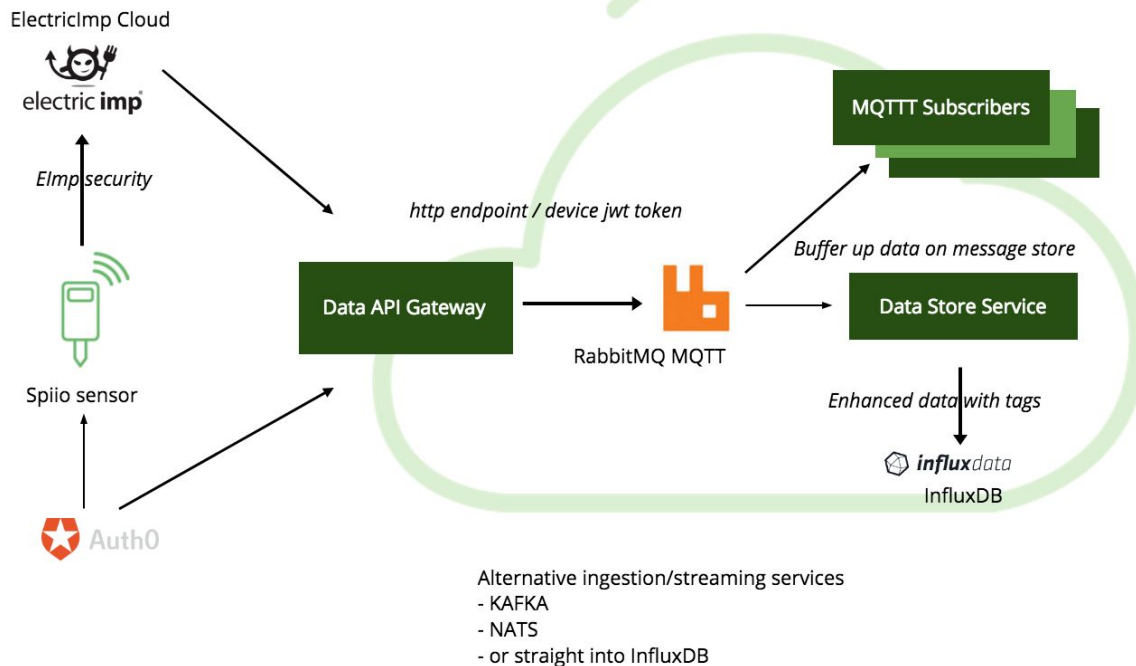 ElectricImp Cloud
electric imp®
EImp security
MQTTT Subscribers
http endpoint / device jwt token
Buffer up data on message store
Data API Gateway
Data Store Service
RabbitMQ MQTT
Spiio sensor
Enhanced data with tags
influxdata
InfluxDB
Auth0
Alternative ingestion/streaming services
- KAFKA
- NATS
- or straight into InfluxDB